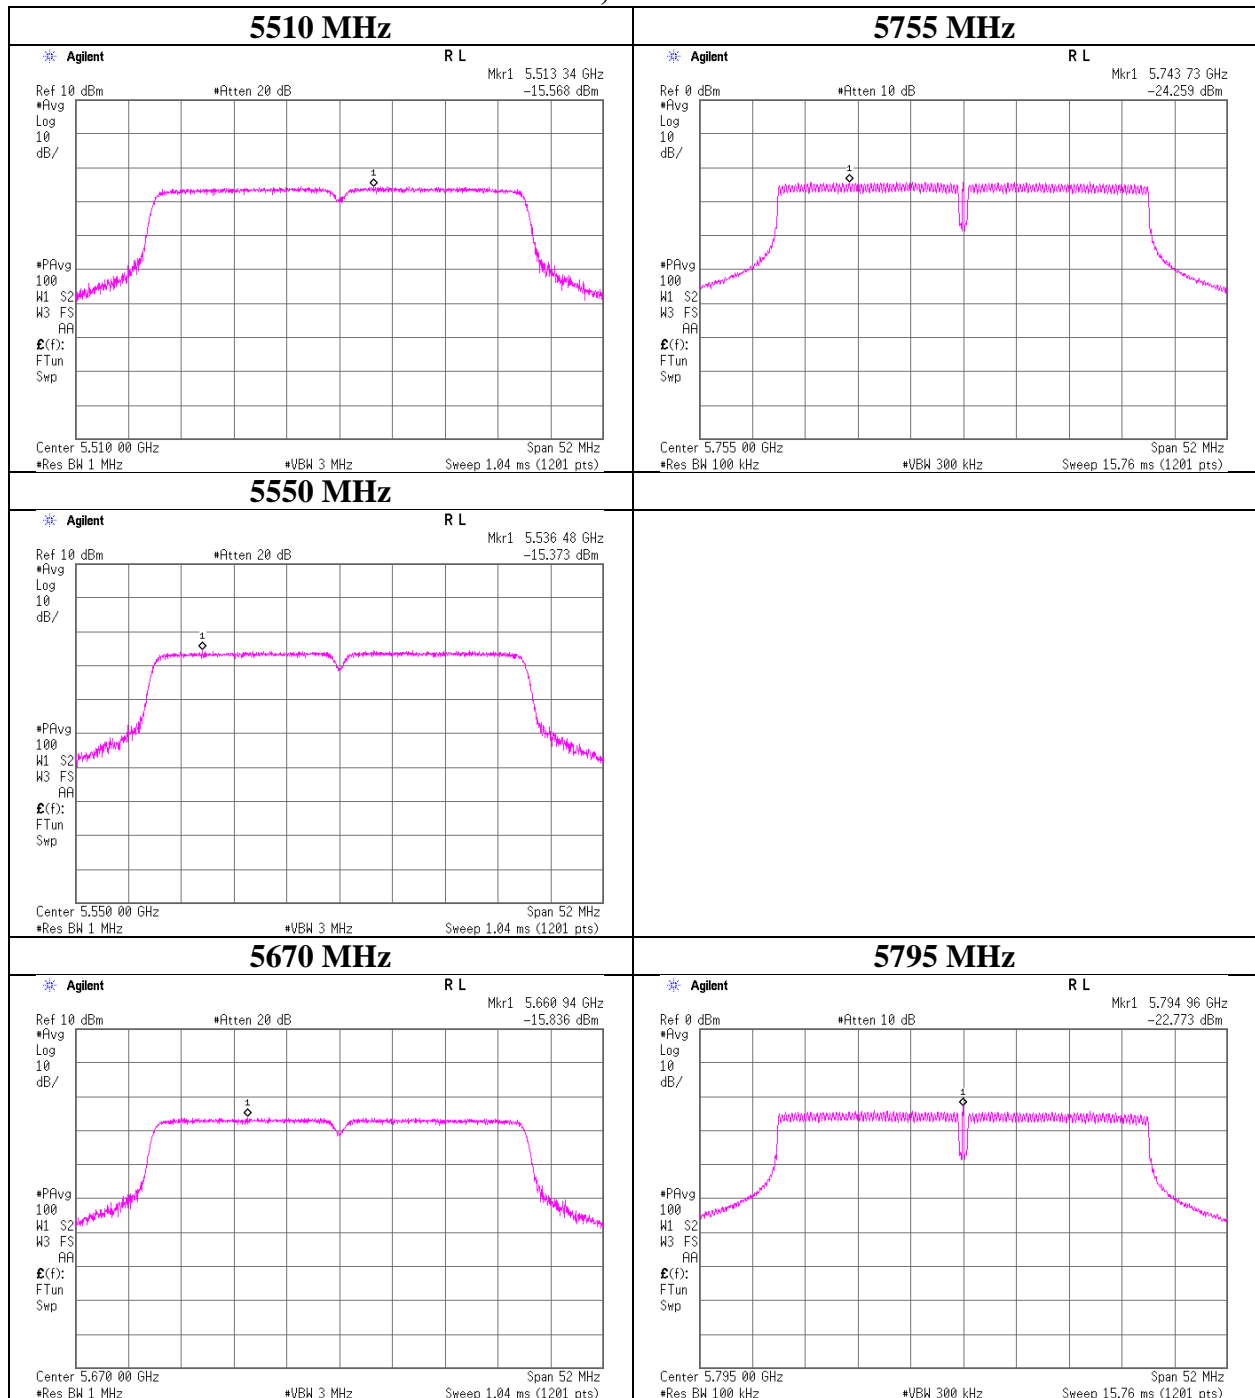 5510 MHz
Agilent R L
Mkr1 5.513 34 GHz
Ref 10 dBm #Atten 20 dB -15.568 dBm
#Avg
Log
10
dB/
1
#PAvg
100
W1 S2
W3 FS
AA
£(f):
FTun
Swp
Center 5.510 00 GHz Span 52 MHz
#Res BW 1 MHz #VBW 3 MHz Sweep 1.04 ms (1201 pts)
5755 MHz
Agilent R L
Mkr1 5.743 73 GHz
Ref 0 dBm #Atten 10 dB -24.259 dBm
#Avg
Log
10
dB/
1
#PAvg
100
W1 S2
W3 FS
AA
£(f):
FTun
Swp
Center 5.755 00 GHz Span 52 MHz
#Res BW 100 kHz #VBW 300 kHz Sweep 15.76 ms (1201 pts)
5550 MHz
Agilent R L
Mkr1 5.536 48 GHz
Ref 10 dBm #Atten 20 dB -15.373 dBm
#Avg
Log
10
dB/
1
#PAvg
100
W1 S2
W3 FS
AA
£(f):
FTun
Swp
Center 5.550 00 GHz Span 52 MHz
#Res BW 1 MHz #VBW 3 MHz Sweep 1.04 ms (1201 pts)
5670 MHz
Agilent R L
Mkr1 5.660 94 GHz
Ref 10 dBm #Atten 20 dB -15.836 dBm
#Avg
Log
10
dB/
1
#PAvg
100
W1 S2
W3 FS
AA
£(f):
FTun
Swp
Center 5.670 00 GHz Span 52 MHz
#Res BW 1 MHz #VBW 3 MHz Sweep 1.04 ms (1201 pts)
5795 MHz
Agilent R L
Mkr1 5.794 96 GHz
Ref 0 dBm #Atten 10 dB -22.773 dBm
#Avg
Log
10
dB/
1
#PAvg
100
W1 S2
W3 FS
AA
£(f):
FTun
Swp
Center 5.795 00 GHz Span 52 MHz
#Res BW 100 kHz #VBW 300 kHz Sweep 15.76 ms (1201 pts)